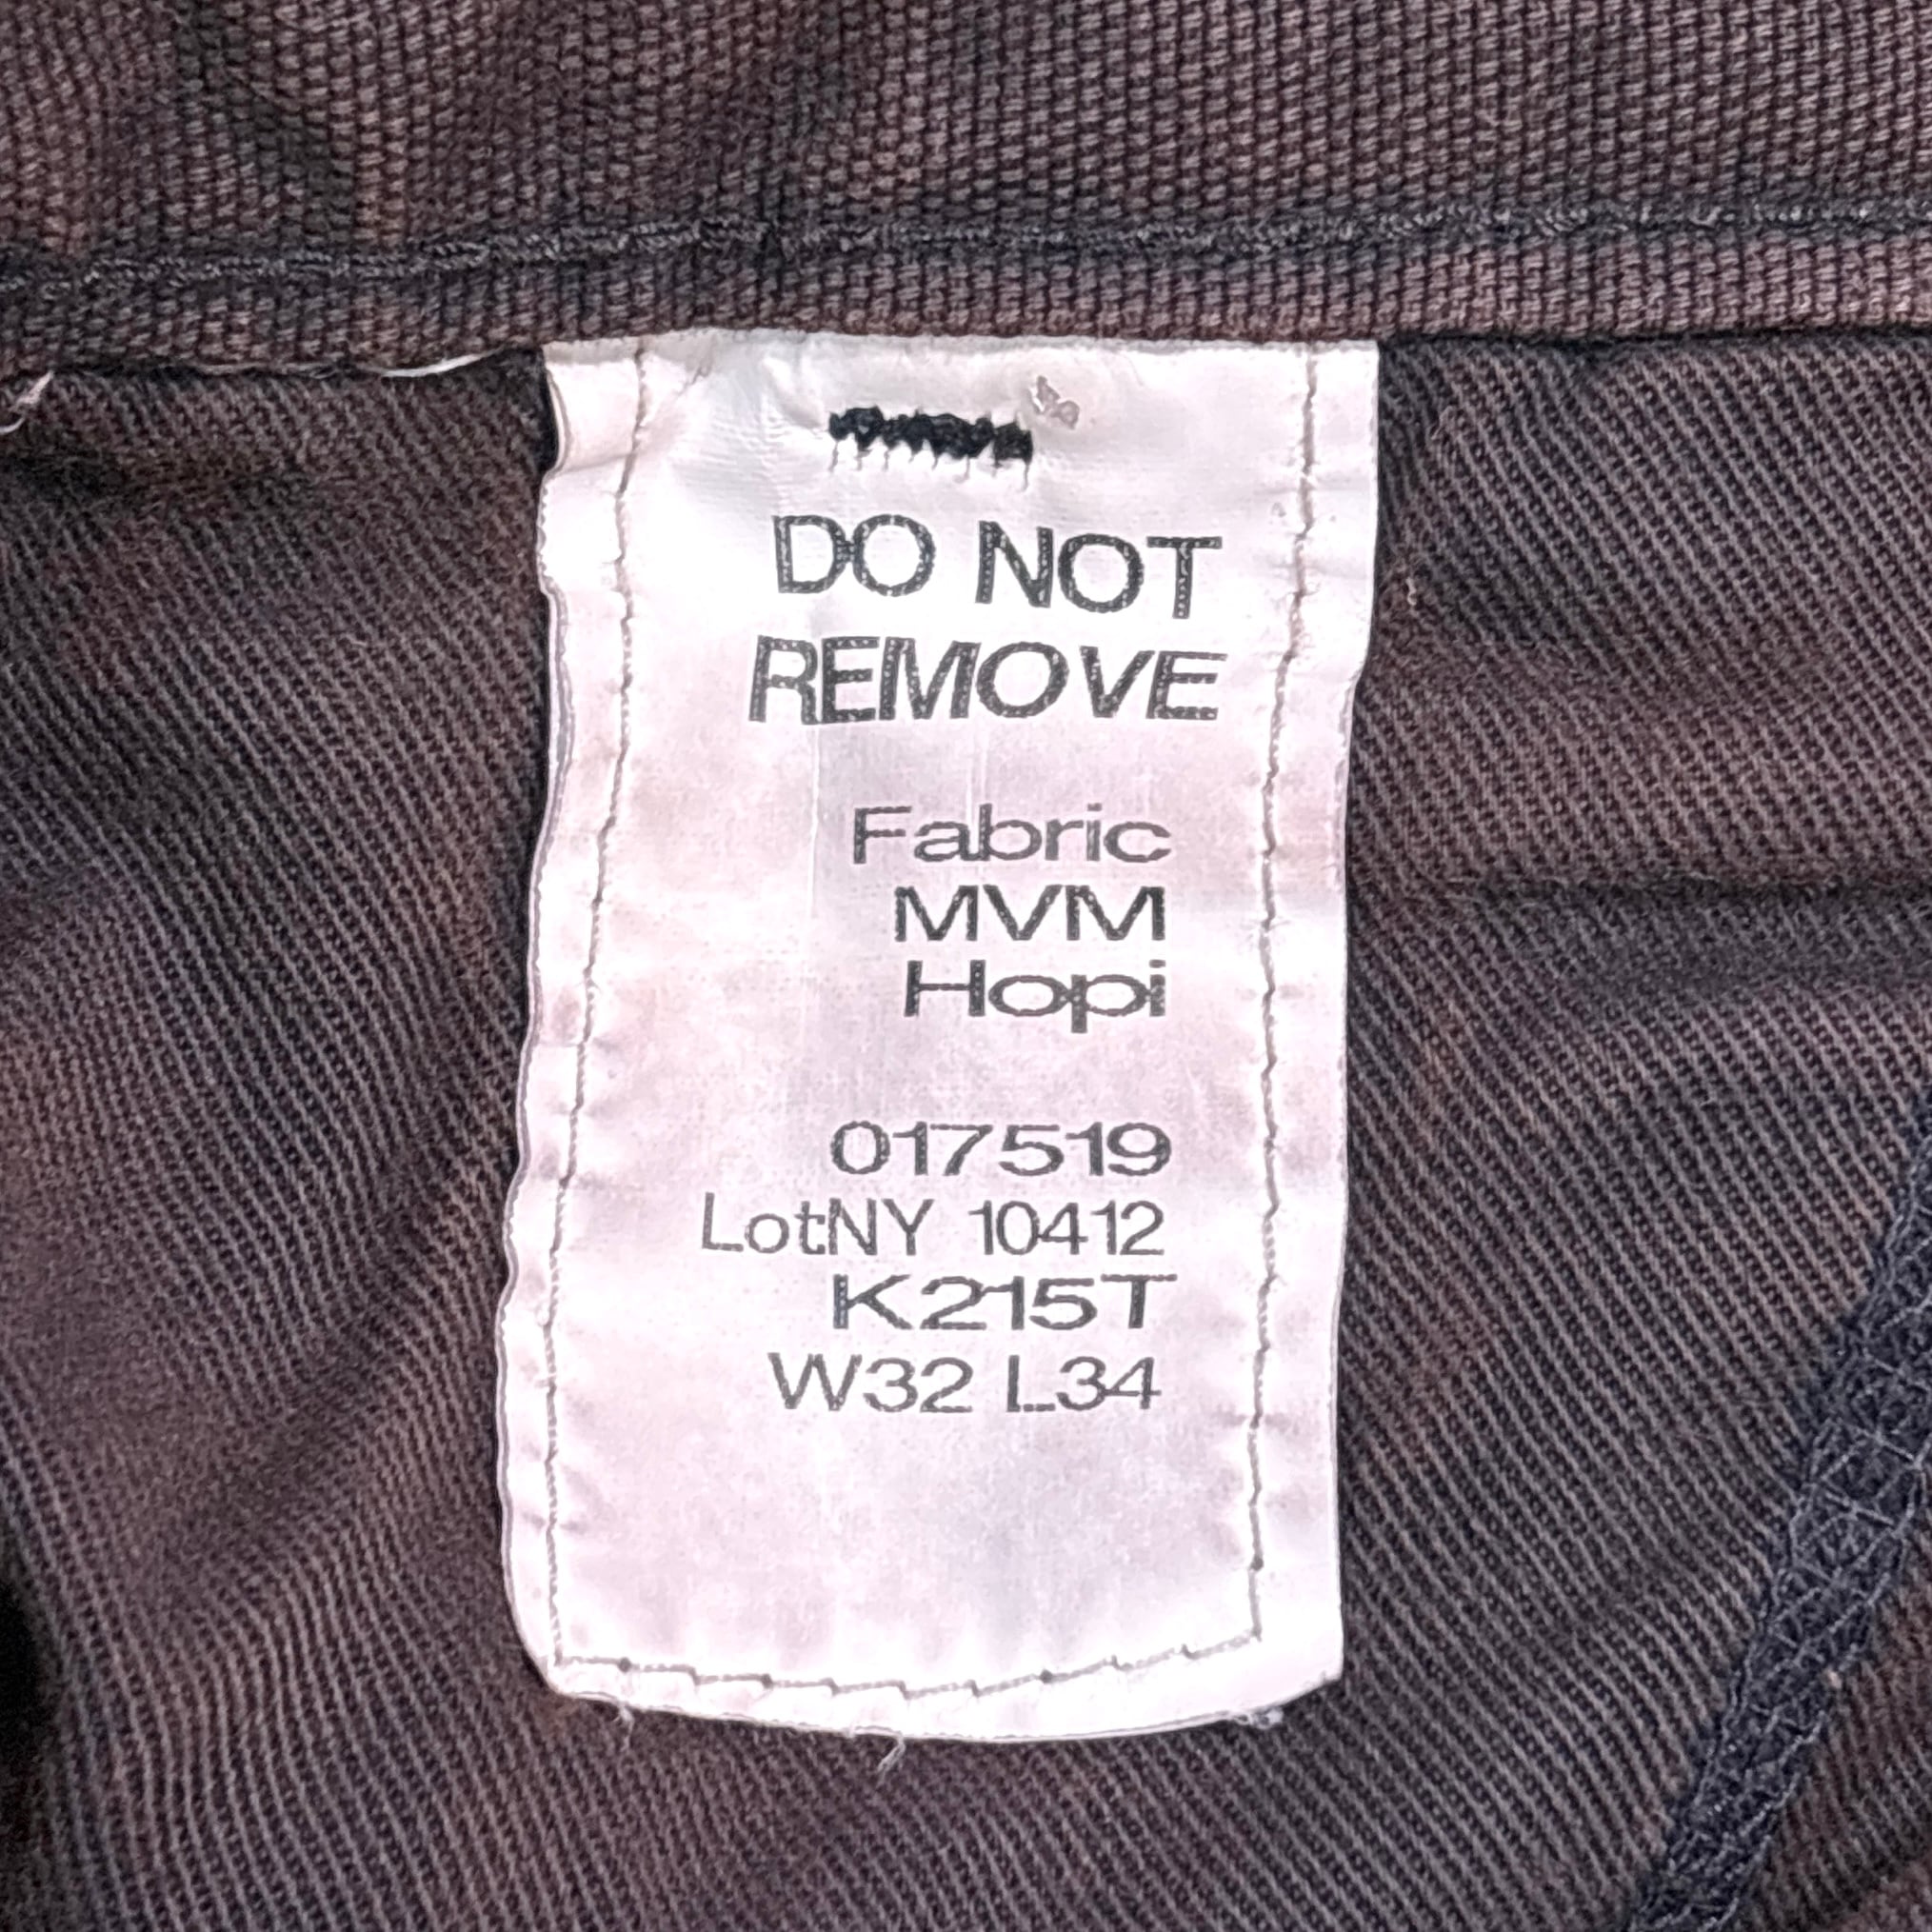 DO NOT
REMOVE
Fabric
MVM
Hopi
017519
LotNY 10412
K215T
W32 L34